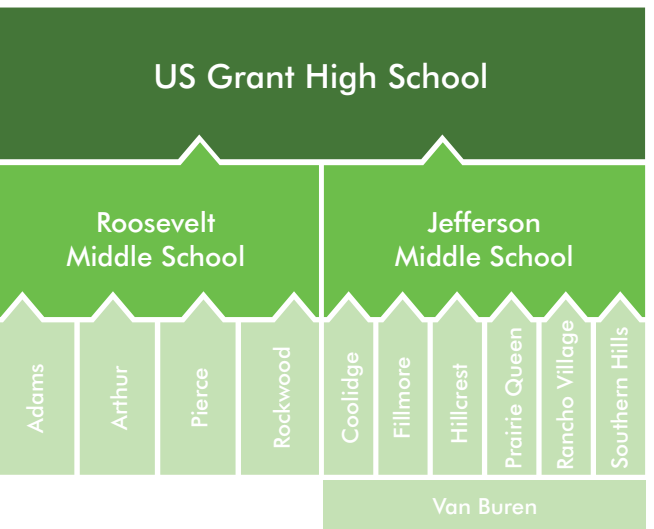 US Grant High School
Roosevelt
Middle School
Jefferson
Middle School
Adams
Arthur
Pierce
Rockwood
Coolidge
Fillmore
Hillcrest
Prairie Queen
Rancho Village
Southern Hills
Van Buren